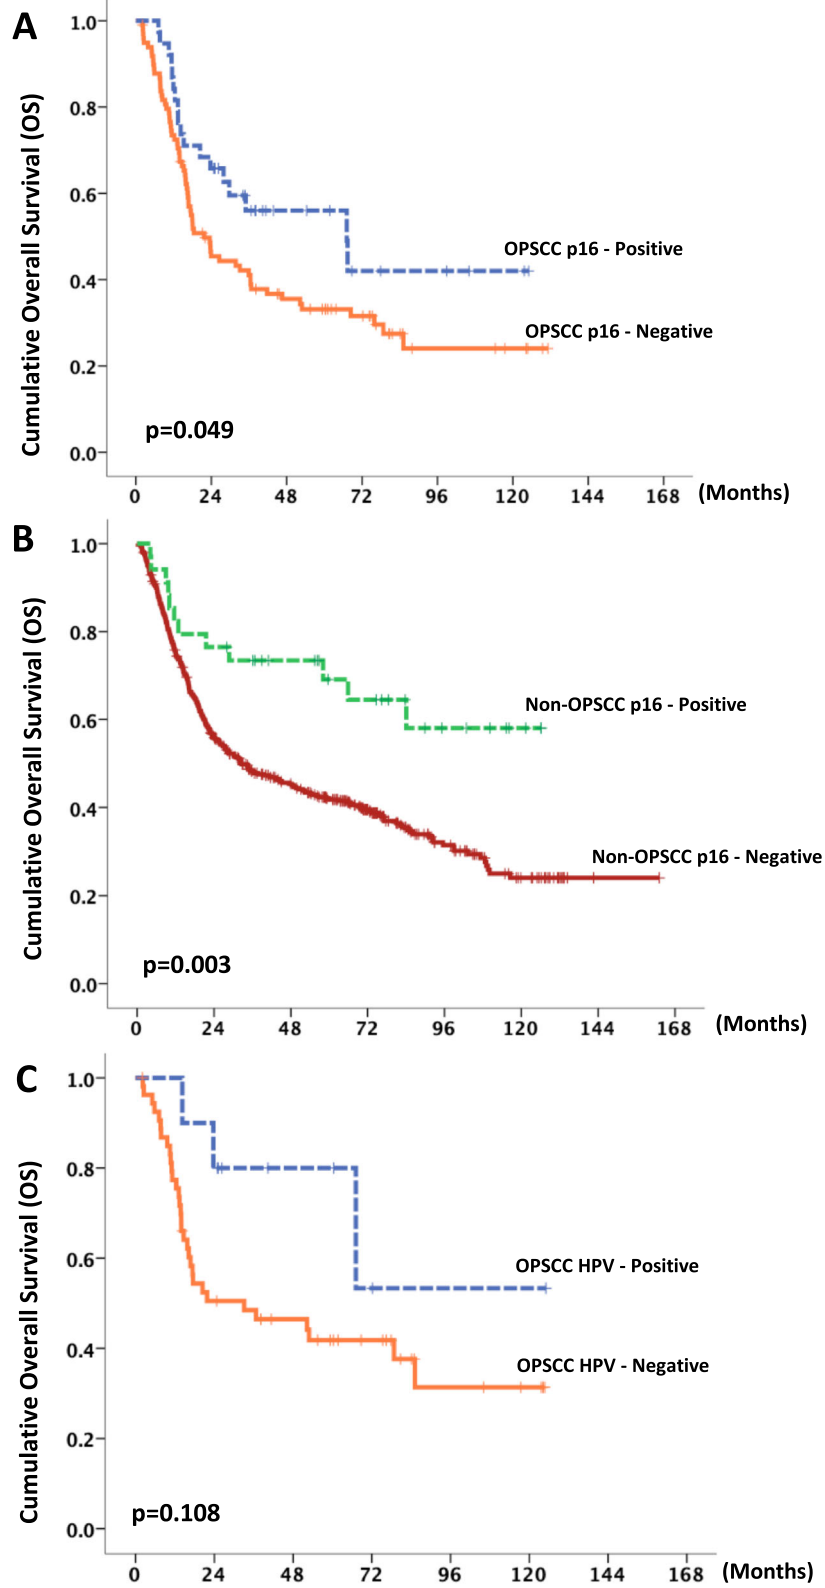 A
Cumulative Overall Survival (OS)
1.0
0.8
0.6
0.4
0.2
0.0
OPSCC p16 - Positive
OPSCC p16 - Negative
p=0.049
0 24 48 72 96 120 144 168 (Months)
B
Cumulative Overall Survival (OS)
1.0
0.8
0.6
0.4
0.2
0.0
Non-OPSCC p16 - Positive
Non-OPSCC p16 - Negative
p=0.003
0 24 48 72 96 120 144 168 (Months)
C
Cumulative Overall Survival (OS)
1.0
0.8
0.6
0.4
0.2
0.0
OPSCC HPV - Positive
OPSCC HPV - Negative
p=0.108
0 24 48 72 96 120 144 168 (Months)